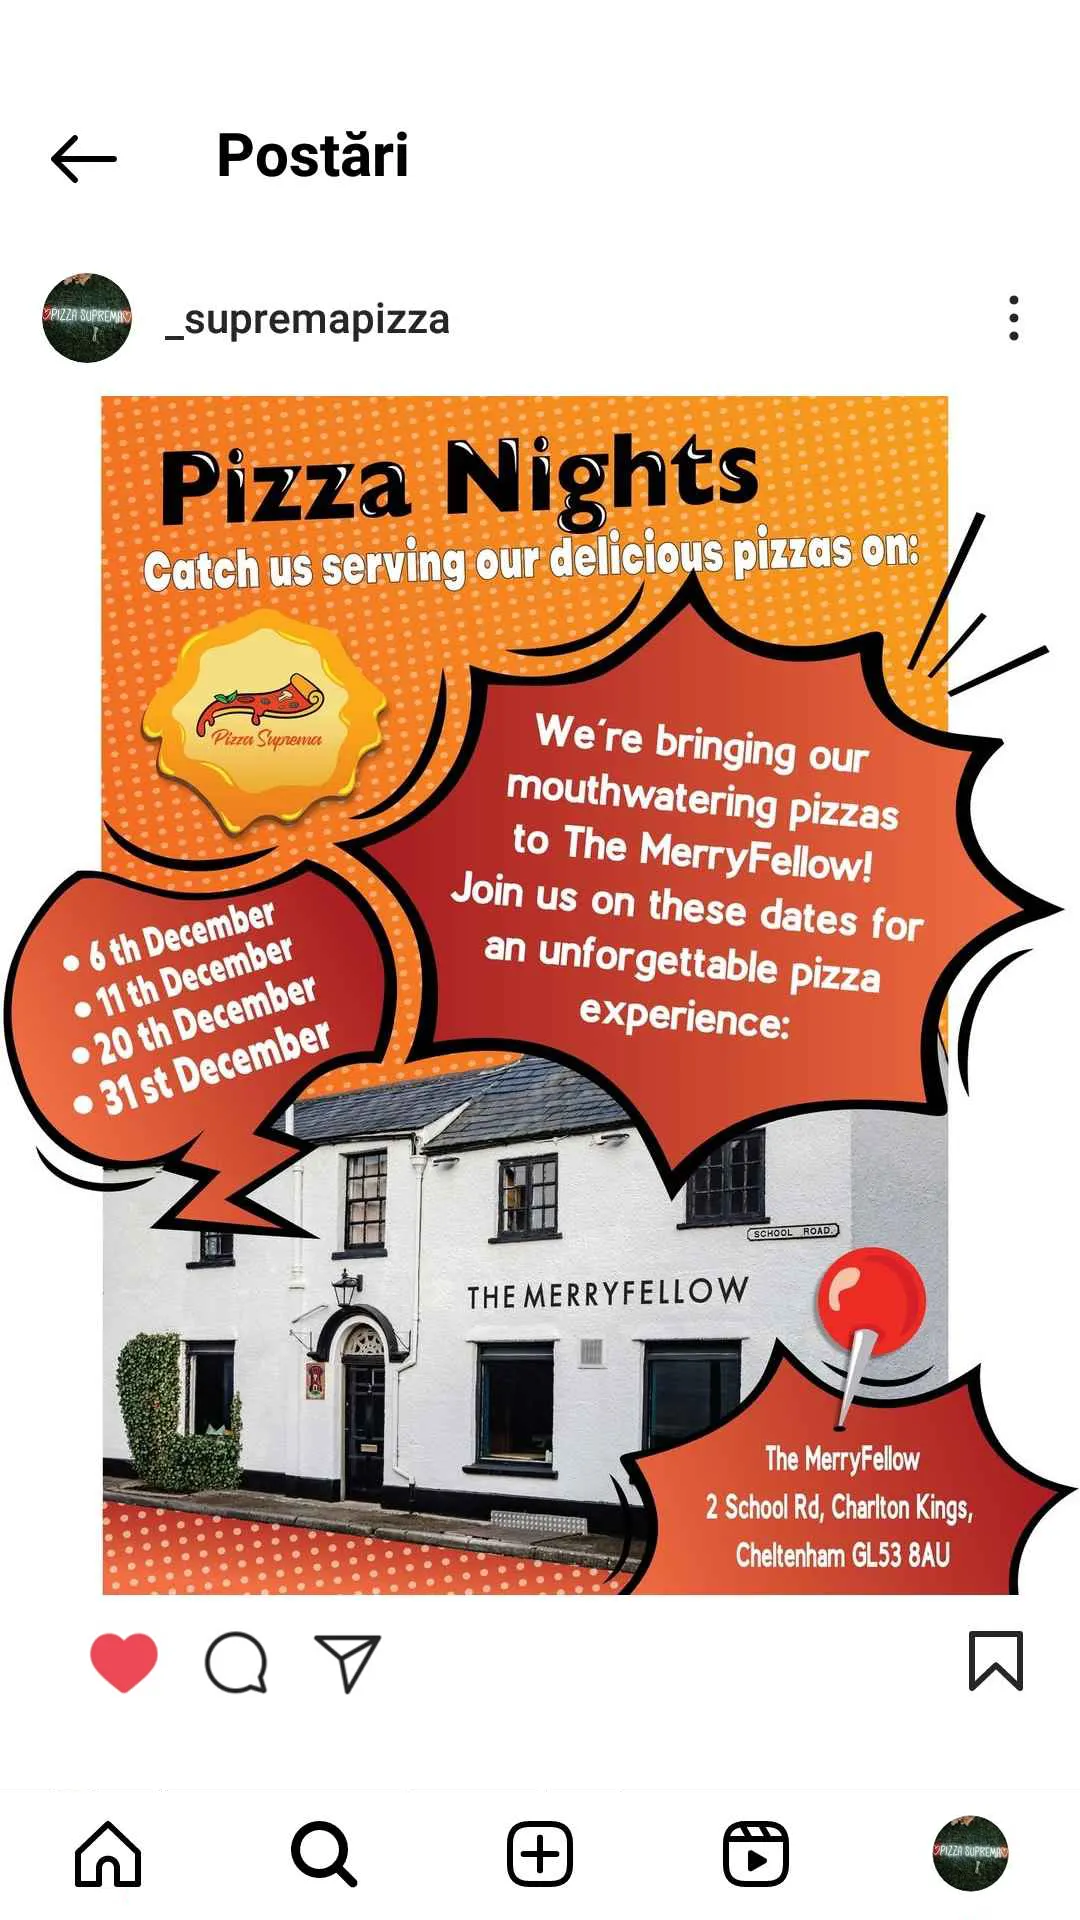 Postări
PIZZA SUPREMA
_supremapizza
Pizza Nights
Catch us serving our delicious pizzas on:
Pizza Suprema
We´re bringing our
mouthwatering pizzas
to The MerryFellow!
Join us on these dates for
an unforgettable pizza
experience:
• 6 th December
• 11 th December
• 20 th December
• 31 st December
SCHOOL ROAD.
THE MERRYFELLOW
The MerryFellow
2 School Rd, Charlton Kings,
Cheltenham GL53 8AU
PIZZA SUPREMA